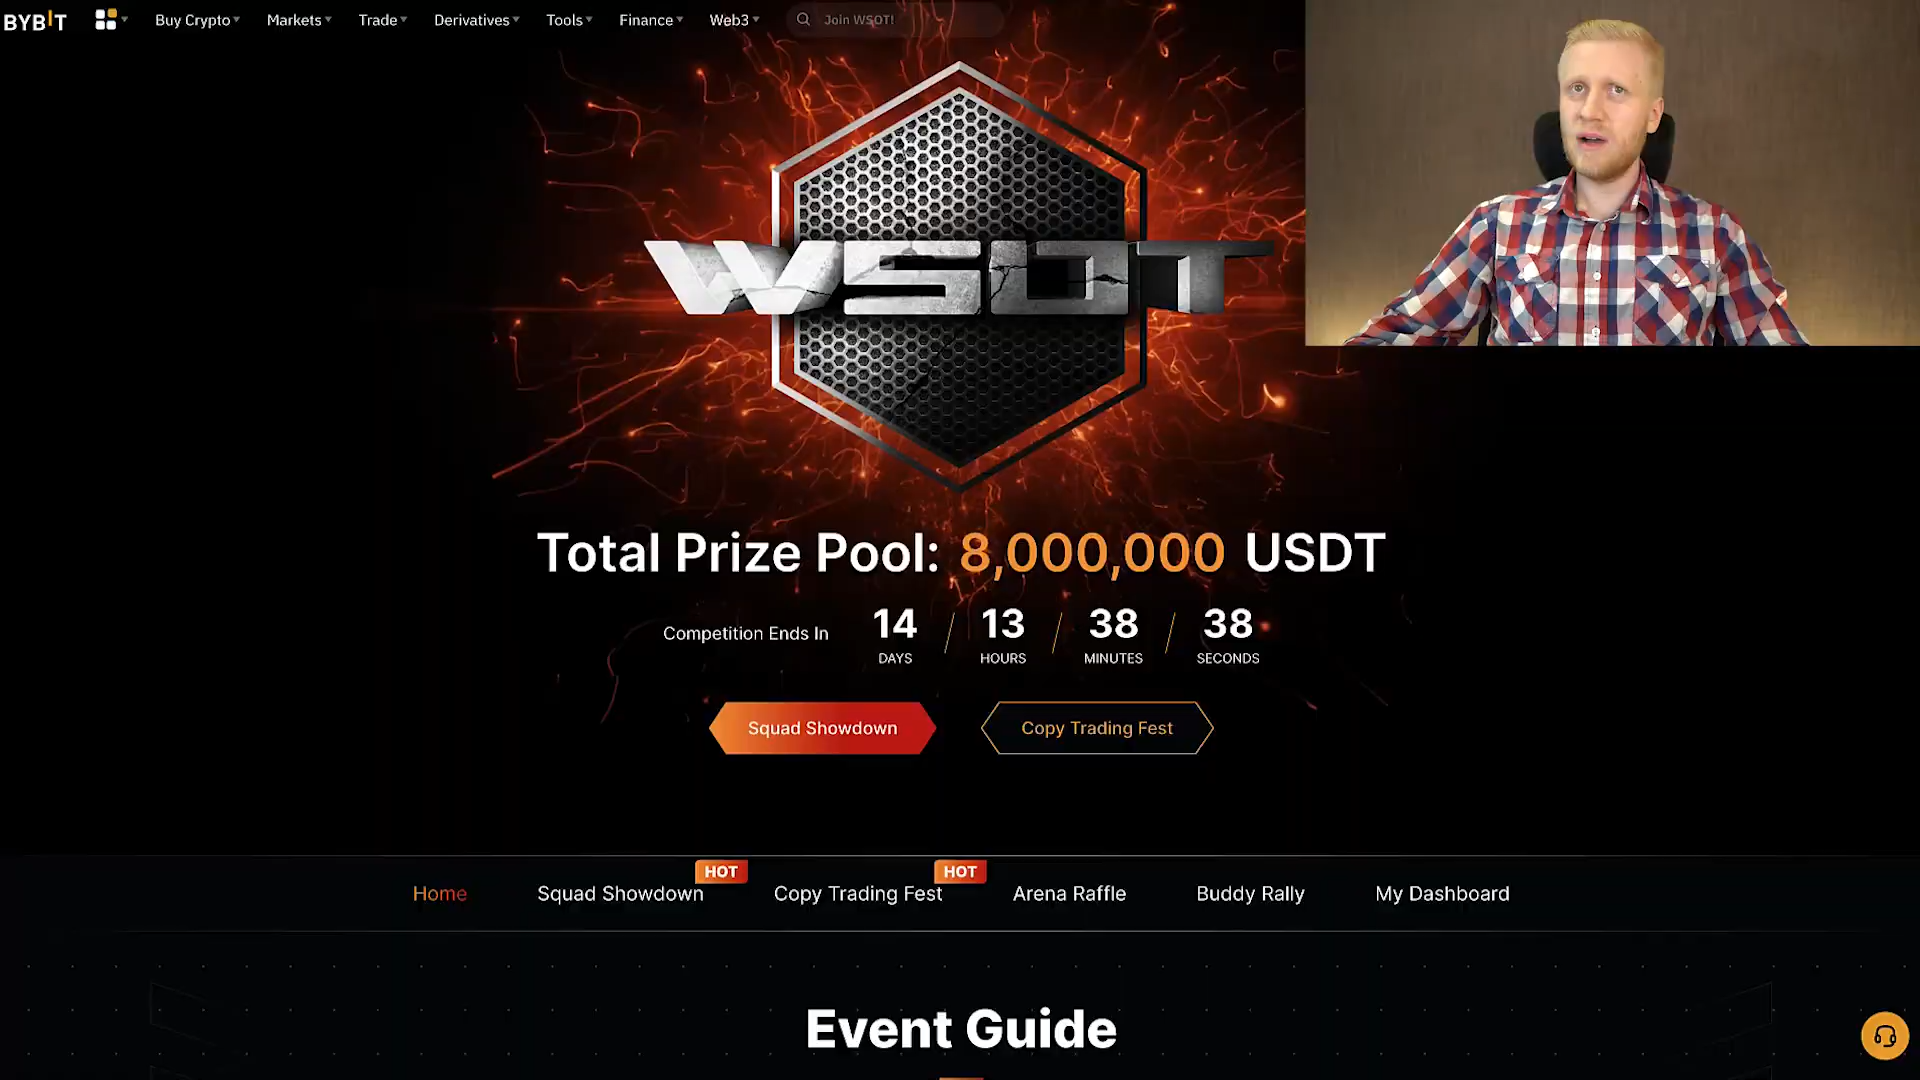 BYBIT
Buy Crypto Markets Trade Derivatives Tools Finance Web3 Join WSOT!
WSOT
Total Prize Pool: 8,000,000 USDT
Competition Ends In 14 / 13 / 38 / 38
DAYS HOURS MINUTES SECONDS
Squad Showdown Copy Trading Fest
HOT HOT
Home Squad Showdown Copy Trading Fest Arena Raffle Buddy Rally My Dashboard
Event Guide